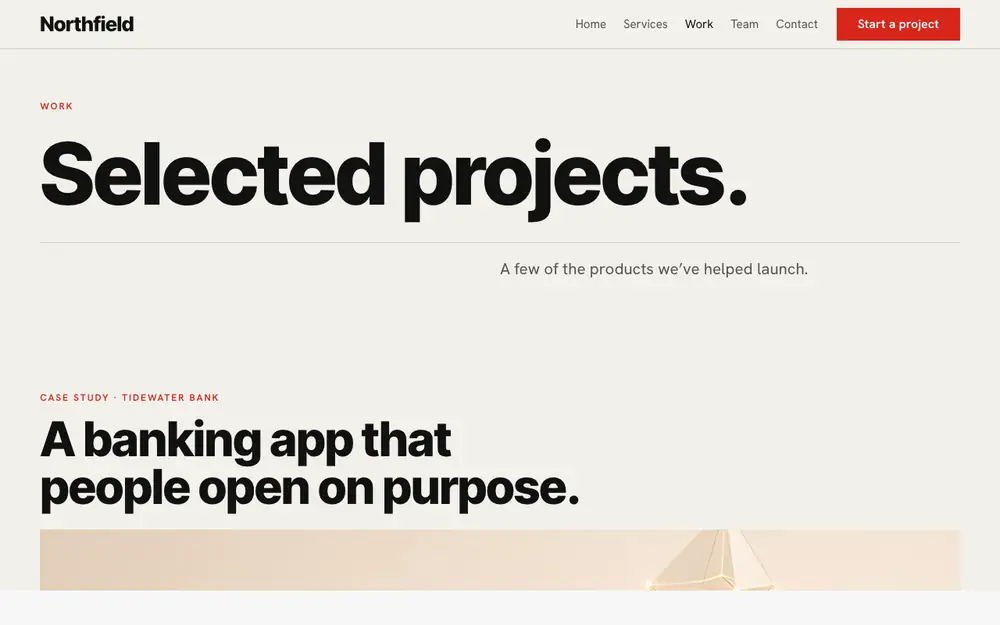 Northfield
Home Services Work Team Contact Start a project
WORK
Selected projects.
A few of the products we’ve helped launch.
CASE STUDY · TIDEWATER BANK
A banking app that
people open on purpose.